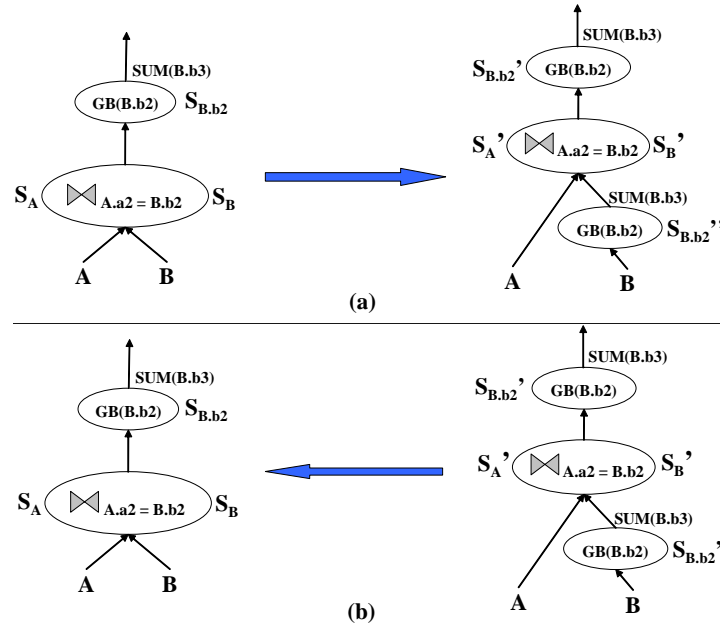 SUM(B.b3)
GB(B.b2) S_B.b2
S_A A.a2 = B.b2 S_B
A B
SUM(B.b3)
S_B.b2’ GB(B.b2)
S_A’ A.a2 = B.b2 S_B’
SUM(B.b3)
GB(B.b2) S_B.b2’’
A B
(a)
SUM(B.b3)
GB(B.b2) S_B.b2
S_A A.a2 = B.b2 S_B
A B
SUM(B.b3)
S_B.b2’ GB(B.b2)
S_A’ A.a2 = B.b2 S_B’
SUM(B.b3)
GB(B.b2) S_B.b2’
A B
(b)